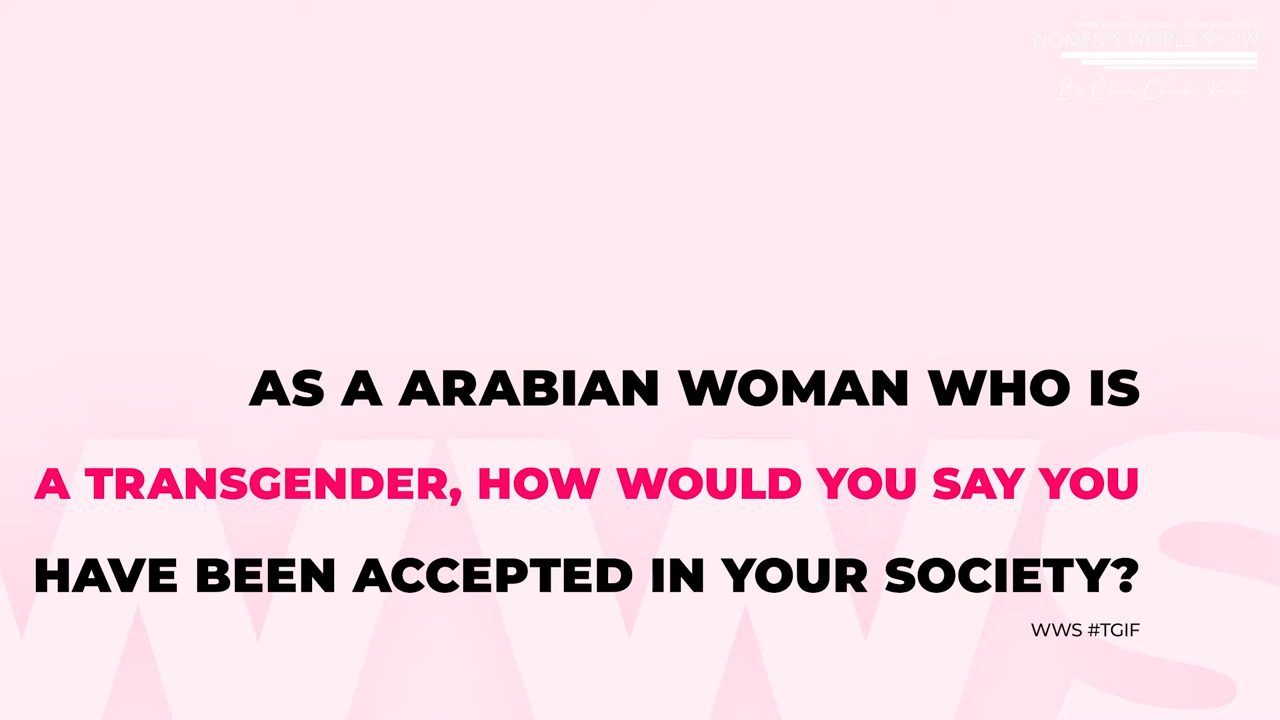 WOMEN'S WORLD SHOW
AS A ARABIAN WOMAN WHO IS
A TRANSGENDER, HOW WOULD YOU SAY YOU
HAVE BEEN ACCEPTED IN YOUR SOCIETY?
WWS #TGIF
WWS